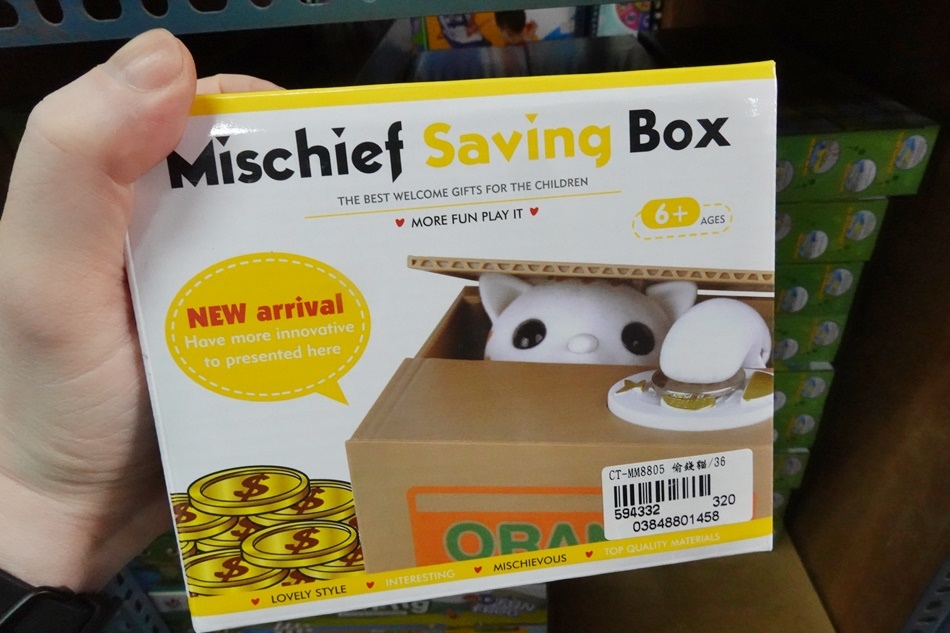 Mischief Saving Box
THE BEST WELCOME GIFTS FOR THE CHILDREN
MORE FUN PLAY IT
6+ AGES
NEW arrival
Have more innovative
to presented here
CT-MM8805 偷錢貓/36
594332
320
03848801458
LOVELY STYLE INTERESTING MISCHIEVOUS TOP QUALITY MATERIALS